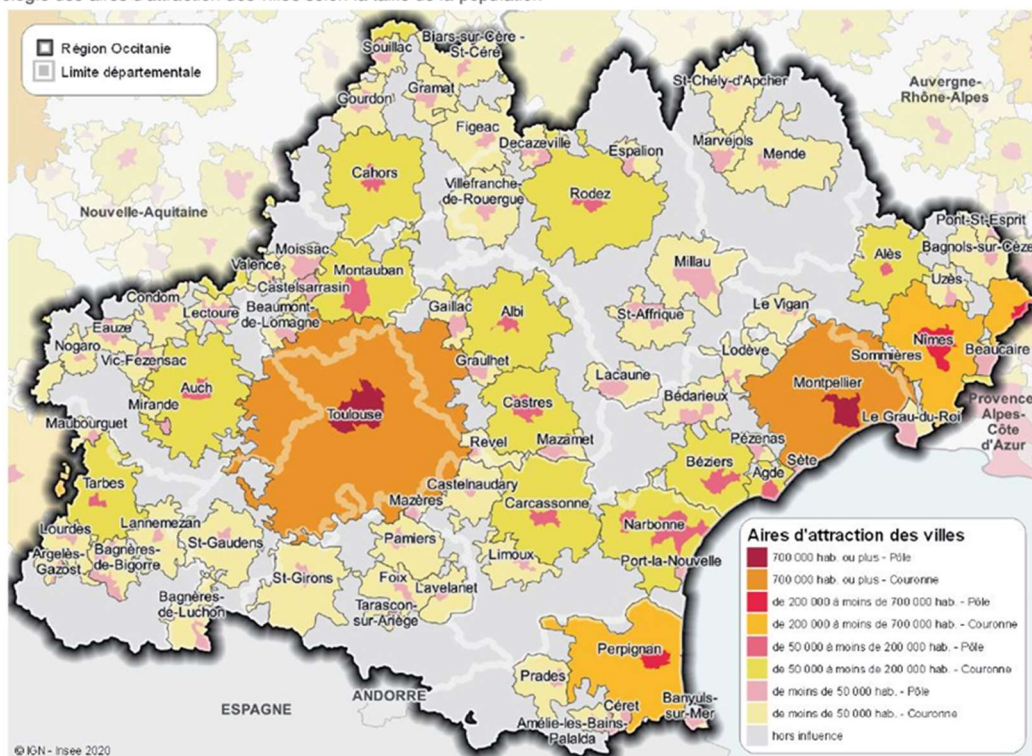 Région Occitanie
Limite départementale
Souillac
Biars-sur-Cère -
St-Céré
Gramat
Gourdon
St-Chély-d'Apcher
Auvergne-
Rhône-Alpes
Figeac
Decazeville
Espalion
Marvejols
Mende
Cahors
Villefranche-
de-Rouergue
Rodez
Nouvelle-Aquitaine
Pont-St-Esprit
Bagnols-sur-Cèze
Moissac
Valence
Montauban
Castelsarrasin
Millau
Alès
Uzès
Condom
Lectoure
Beaumont-
de-Lomagne
Gaillac
Albi
St-Affrique
Le Vigan
Eauze
Nogaro
Vic-Fezensac
Graulhet
Lodève
Sommières
Nîmes
Beaucaire
Auch
Mirande
Toulouse
Castres
Lacaune
Bédarieux
Montpellier
Le Grau-du-Roi
Provence
Alpes-
Côte
d'Azur
Maubourguet
Revel
Mazamet
Pézenas
Sète
Béziers
Agde
Tarbes
Castelnaudary
Carcassonne
Mazères
Narbonne
Lourdes
Lannemezan
St-Gaudens
Pamiers
Limoux
Port-la-Nouvelle
Argelès-
Gazost
Bagnères-
de-Bigorre
St-Girons
Foix
Lavelanet
Bagnères-
de-Luchon
Tarascon-
sur-Ariège
Perpignan
Prades
Céret
Banyuls-
sur-Mer
Amélie-les-Bains-
Palalda
ESPAGNE
ANDORRE
Aires d'attraction des villes
700 000 hab. ou plus - Pôle
700 000 hab. ou plus - Couronne
de 200 000 à moins de 700 000 hab. - Pôle
de 200 000 à moins de 700 000 hab. - Couronne
de 50 000 à moins de 200 000 hab. - Pôle
de 50 000 à moins de 200 000 hab. - Couronne
de moins de 50 000 hab. - Pôle
de moins de 50 000 hab. - Couronne
hors influence
© IGN - Insee 2020